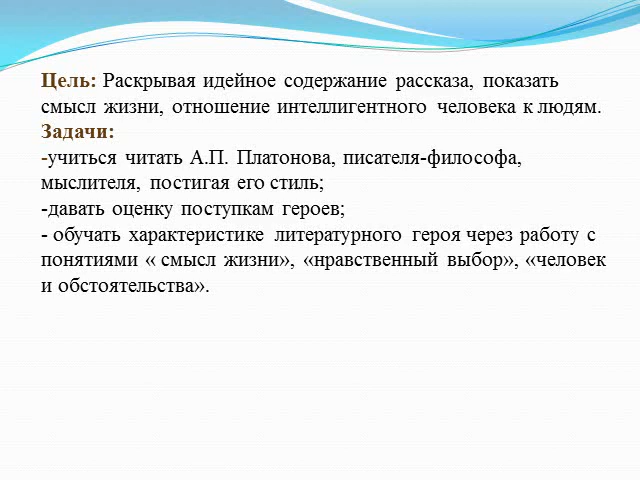 Цель: Раскрывая идейное содержание рассказа, показать
смысл жизни, отношение интеллигентного человека к людям.
Задачи:
-учиться читать А.П. Платонова, писателя-философа,
мыслителя, постигая его стиль;
-давать оценку поступкам героев;
- обучать характеристике литературного героя через работу с
понятиями « смысл жизни», «нравственный выбор», «человек
и обстоятельства».